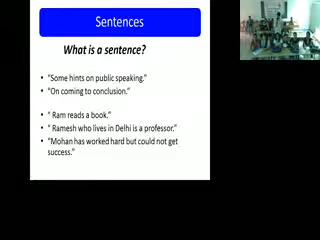 Sentences
What is a sentence?
• "Some hints on public speaking."
• "On coming to conclusion."
• " Ram reads a book."
• " Ramesh who lives in Delhi is a professor."
• "Mohan has worked hard but could not get
success."